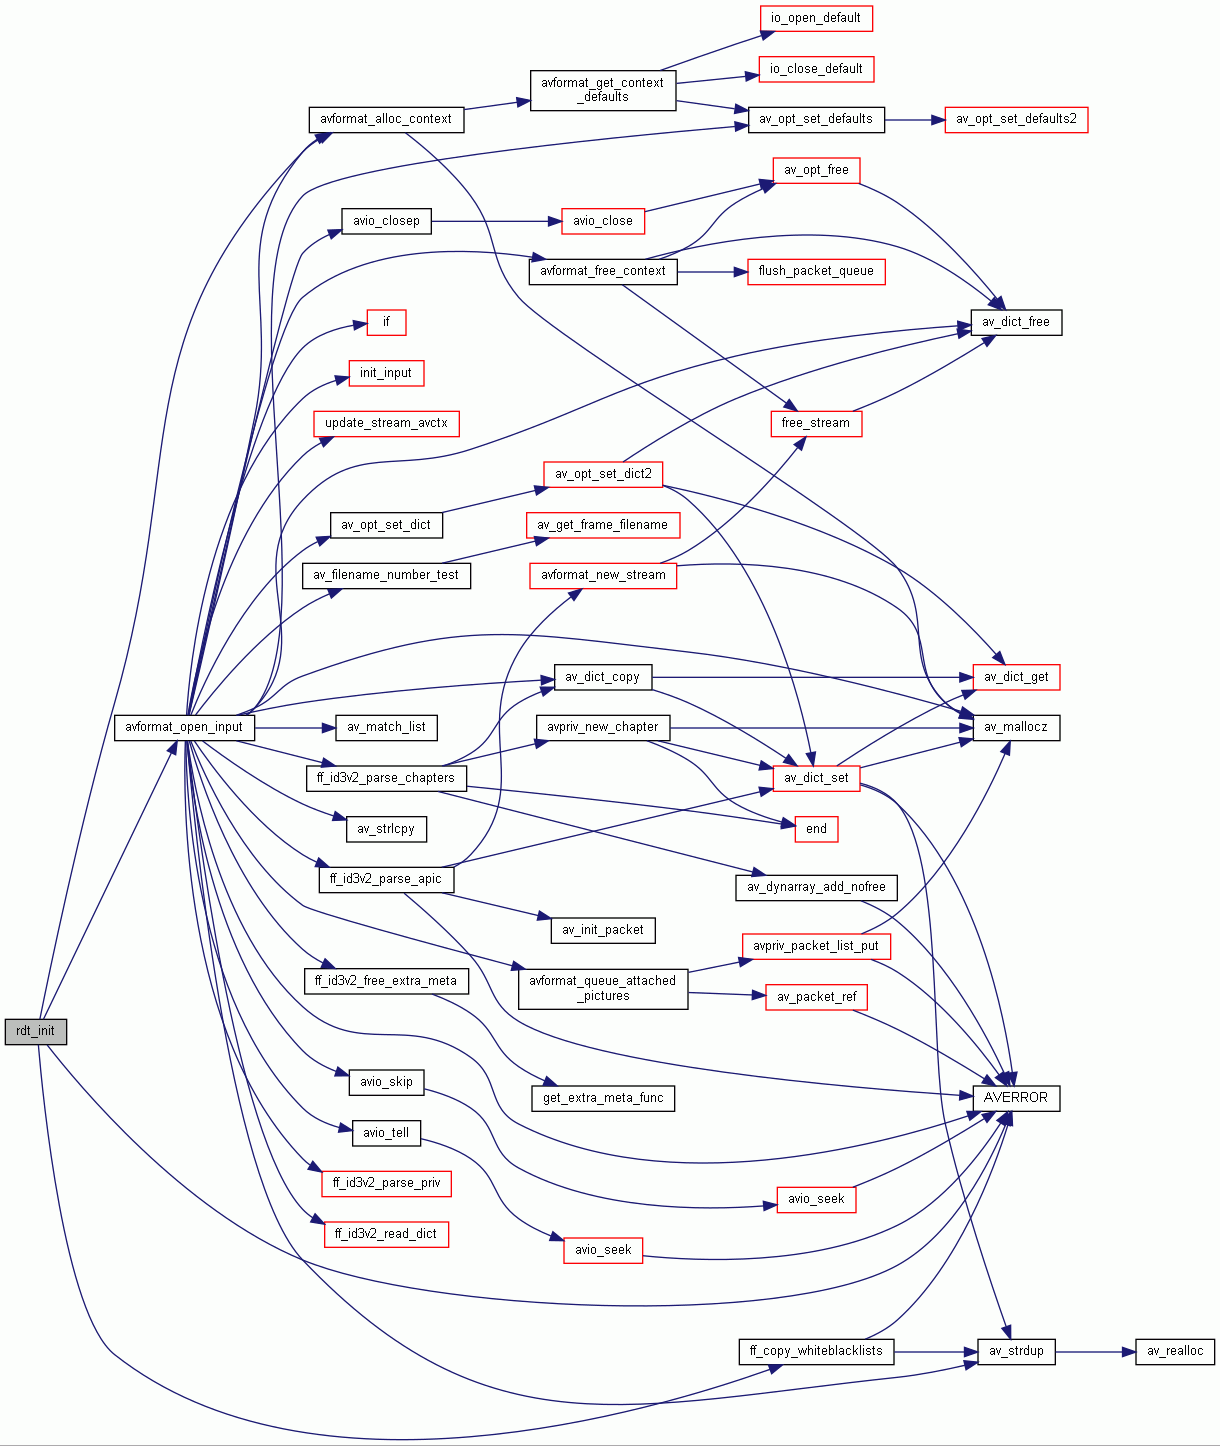 io_open_default
io_close_default
avformat_get_context
_defaults
avformat_alloc_context
av_opt_set_defaults
av_opt_set_defaults2
av_opt_free
avio_closep
avio_close
avformat_free_context
flush_packet_queue
if
av_dict_free
init_input
update_stream_avctx
free_stream
av_opt_set_dict2
av_opt_set_dict
av_get_frame_filename
av_filename_number_test
avformat_new_stream
av_dict_copy
av_dict_get
avformat_open_input
av_match_list
avpriv_new_chapter
av_mallocz
ff_id3v2_parse_chapters
av_dict_set
av_strlcpy
end
ff_id3v2_parse_apic
av_dynarray_add_nofree
av_init_packet
avpriv_packet_list_put
ff_id3v2_free_extra_meta
avformat_queue_attached
_pictures
av_packet_ref
rdt_init
avio_skip
get_extra_meta_func
AVERROR
avio_tell
ff_id3v2_parse_priv
avio_seek
ff_id3v2_read_dict
avio_seek
ff_copy_whiteblacklists
av_strdup
av_realloc